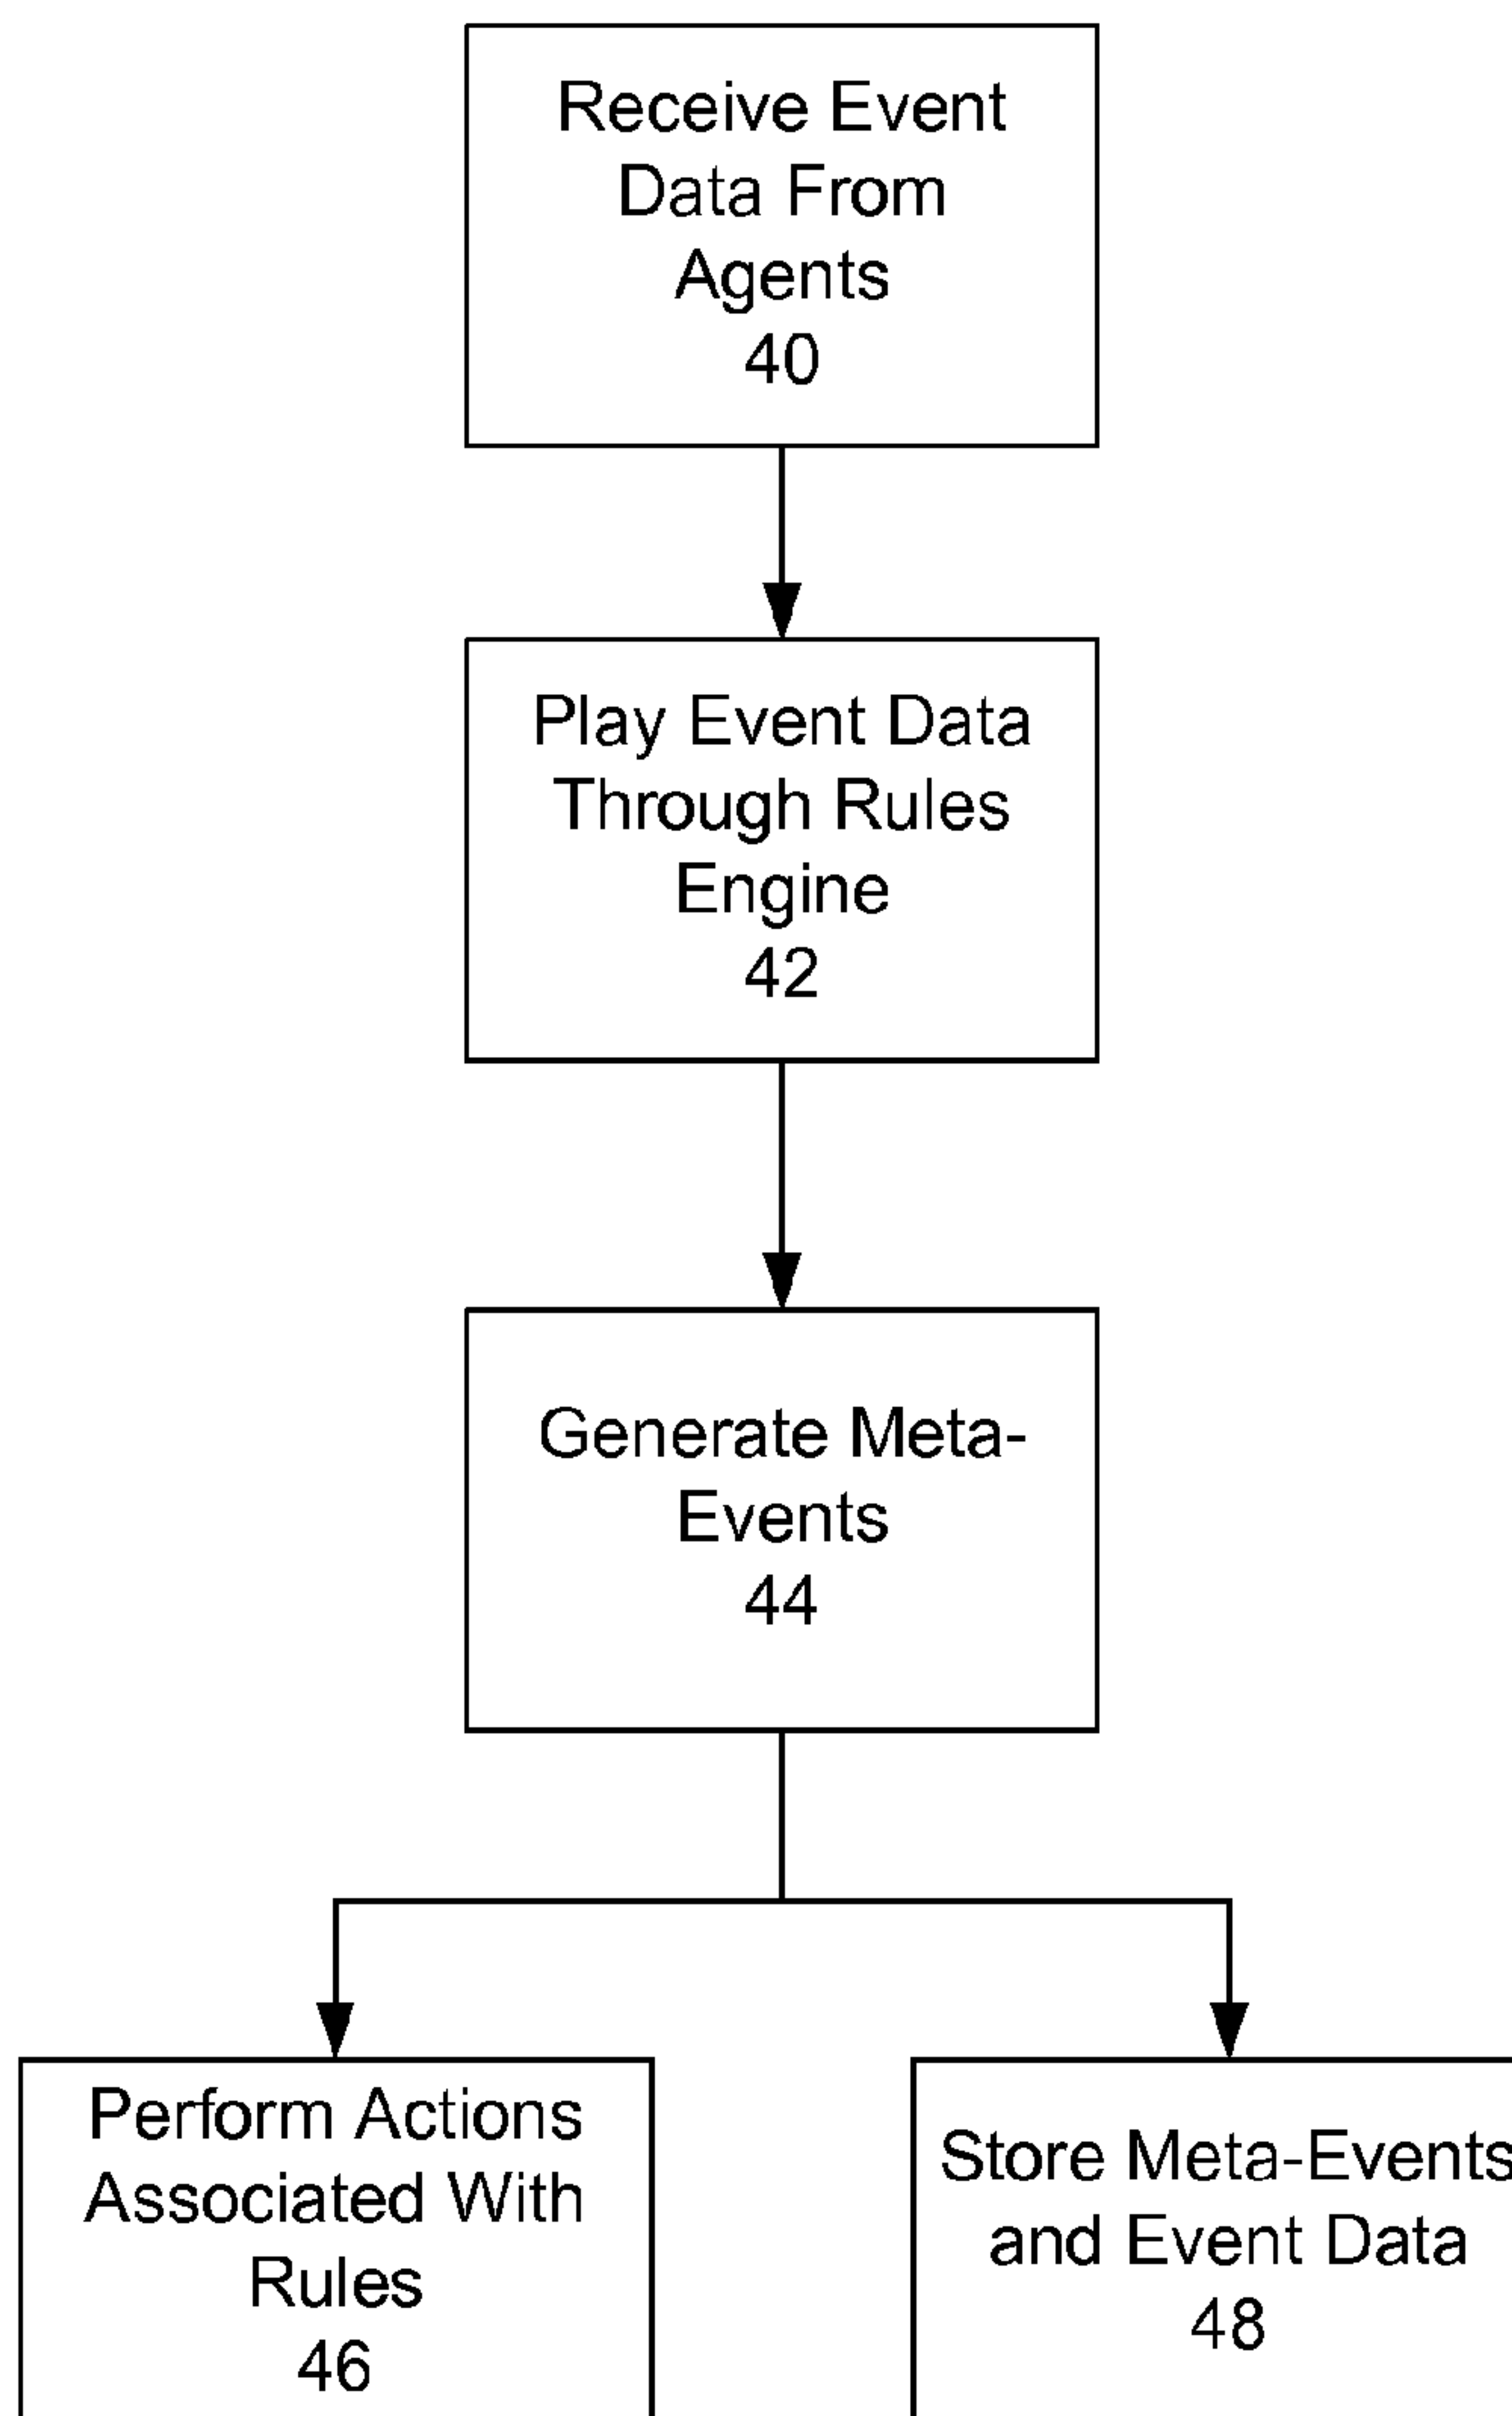 Receive Event
Data From
Agents
40
Play Event Data
Through Rules
Engine
42
Generate Meta-
Events
44
Perform Actions
Associated With
Rules
46
Store Meta-Events
and Event Data
48